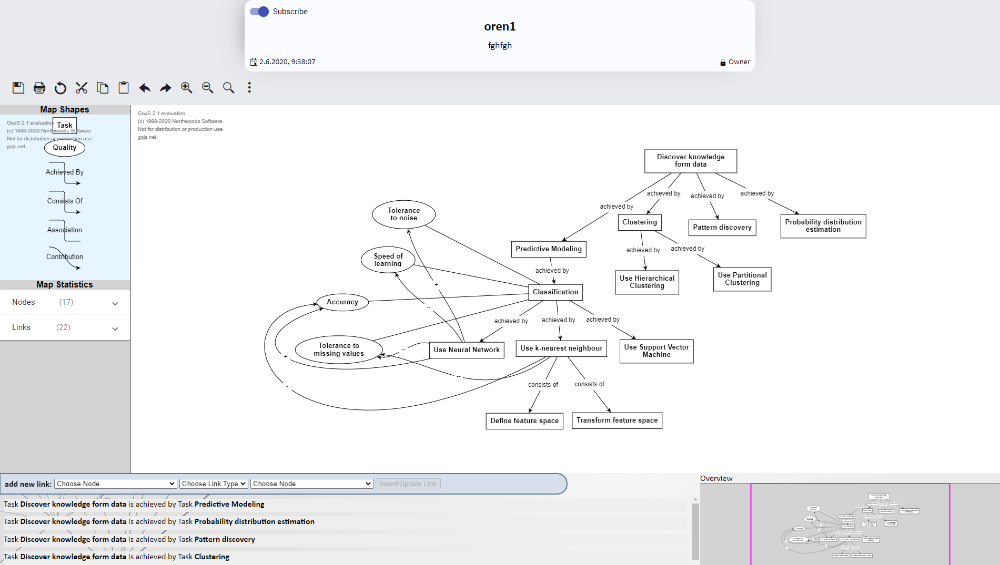 Subscribe
oren1
fghfgh
2.6.2020, 9:38:07
Owner
Map Shapes
GoJS 2.1 evaluation
(c) 1998-2020 Northwoods Software
Not for distribution or production use
gojs.net
Task
Quality
Achieved By
Consists Of
Association
Contribution
Map Statistics
Nodes (17)
Links (22)
GoJS 2.1 evaluation
(c) 1998-2020 Northwoods Software
Not for distribution or production use
gojs.net
Discover knowledge
form data
achieved by
achieved by
achieved by
achieved by
Predictive Modeling
Clustering
Pattern discovery
Probability distribution
estimation
achieved by
achieved by
achieved by
Use Hierarchical
Clustering
Use Partitional
Clustering
Tolerance
to noise
Speed of
learning
Accuracy
Tolerance to
missing values
Classification
+
--
--
+
--
-
achieved by
achieved by
achieved by
Use Neural Network
Use k-nearest neighbour
Use Support Vector
Machine
consists of
consists of
Define feature space
Transform feature space
add new link: Choose Node Choose Link Type Choose Node Insert/Update Link
Task Discover knowledge form data is achieved by Task Predictive Modeling
Task Discover knowledge form data is achieved by Task Probability distribution estimation
Task Discover knowledge form data is achieved by Task Pattern discovery
Task Discover knowledge form data is achieved by Task Clustering
Overview